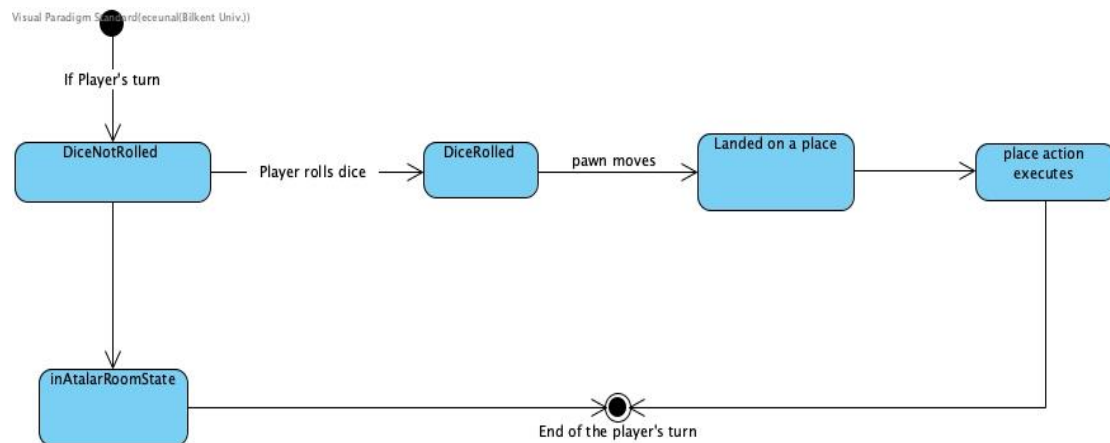 Visual Paradigm Standard(eceunal(Bilkent Univ.))
If Player's turn
DiceNotRolled
Player rolls dice
DiceRolled
pawn moves
Landed on a place
place action
executes
inAtalarRoomState
End of the player's turn